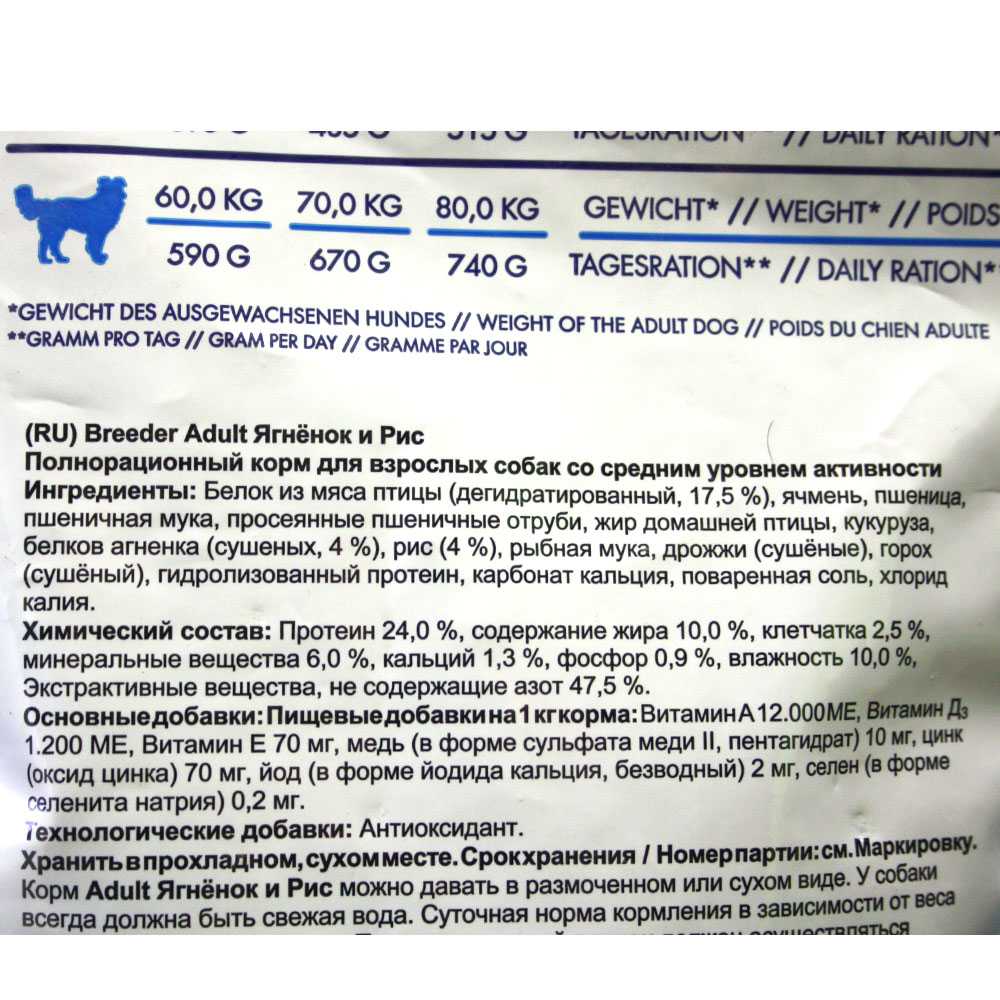 TAGESRATION** // DAILY RATION*
60,0 KG 70,0 KG 80,0 KG GEWICHT* // WEIGHT* // POIDS
590 G 670 G 740 G TAGESRATION** // DAILY RATION**
*GEWICHT DES AUSGEWACHSENEN HUNDES // WEIGHT OF THE ADULT DOG // POIDS DU CHIEN ADULTE
**GRAMM PRO TAG // GRAM PER DAY // GRAMME PAR JOUR
(RU) Breeder Adult Ягнёнок и Рис
Полнорационный корм для взрослых собак со средним уровнем активности
Ингредиенты: Белок из мяса птицы (дегидратированный, 17,5 %), ячмень, пшеница,
пшеничная мука, просеянные пшеничные отруби, жир домашней птицы, кукуруза,
белков агненка (сушеных, 4 %), рис (4 %), рыбная мука, дрожжи (сушёные), горох
(сушёный), гидролизованный протеин, карбонат кальция, поваренная соль, хлорид
калия.
Химический состав: Протеин 24,0 %, содержание жира 10,0 %, клетчатка 2,5 %,
минеральные вещества 6,0 %, кальций 1,3 %, фосфор 0,9 %, влажность 10,0 %,
Экстрактивные вещества, не содержащие азот 47,5 %.
Основные добавки: Пищевые добавки на 1 кг корма: Витамин А 12.000 МЕ, Витамин Д3
1.200 МЕ, Витамин Е 70 мг, медь (в форме сульфата меди II, пентагидрат) 10 мг, цинк
(оксид цинка) 70 мг, йод (в форме йодида кальция, безводный) 2 мг, селен (в форме
селенита натрия) 0,2 мг.
Технологические добавки: Антиоксидант.
Хранить в прохладном, сухом месте. Срок хранения / Номер партии: см. Маркировку.
Корм Adult Ягнёнок и Рис можно давать в размоченном или сухом виде. У собаки
всегда должна быть свежая вода. Суточная норма кормления в зависимости от веса